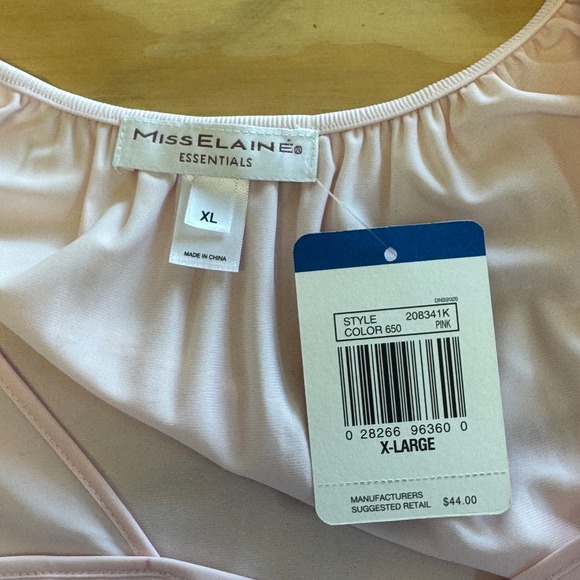 MISSELAINE®
ESSENTIALS
XL
MADE IN CHINA
DNS2020
STYLE 208341K
COLOR 650 PINK
0 28266 96360 0
X-LARGE
MANUFACTURERS
SUGGESTED RETAIL $44.00